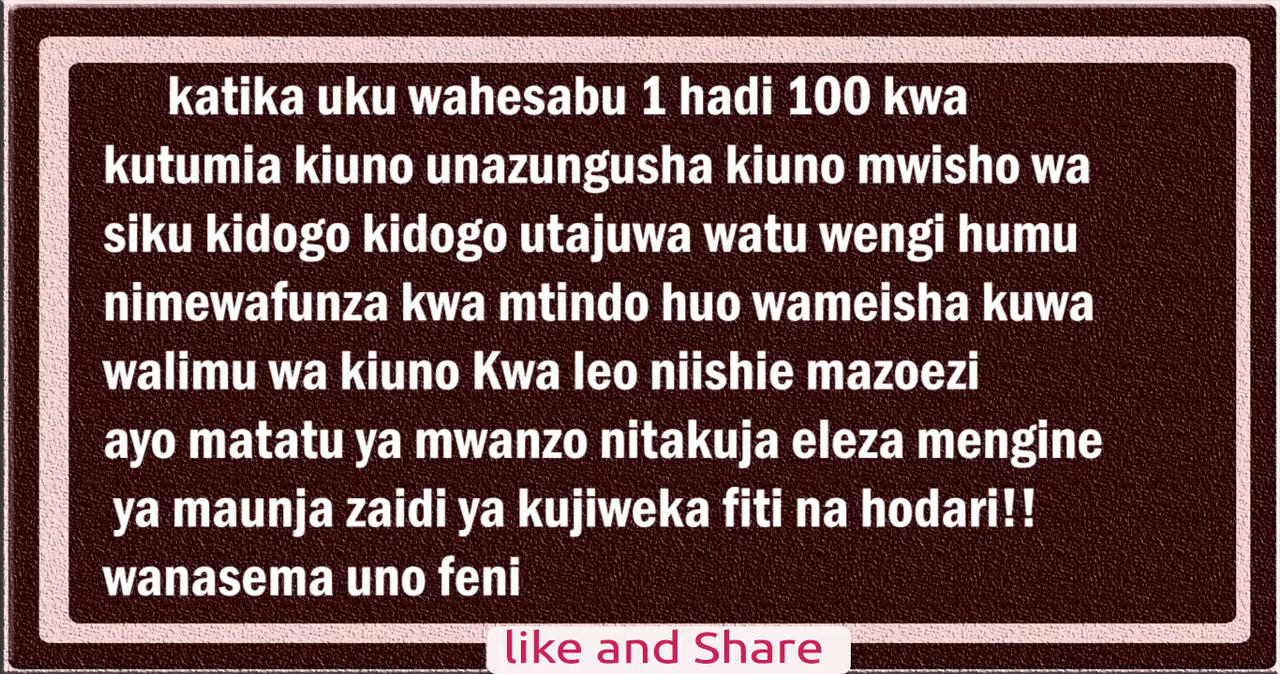 katika uku wahesabu 1 hadi 100 kwa
kutumia kiuno unazungusha kiuno mwisho wa
siku kidogo kidogo utajuwa watu wengi humu
nimewafunza kwa mtindo huo wameisha kuwa
walimu wa kiuno Kwa leo niishie mazoezi
ayo matatu ya mwanzo nitakuja eleza mengine
ya maunja zaidi ya kujiweka fiti na hodari!!
wanasema uno feni
like and Share